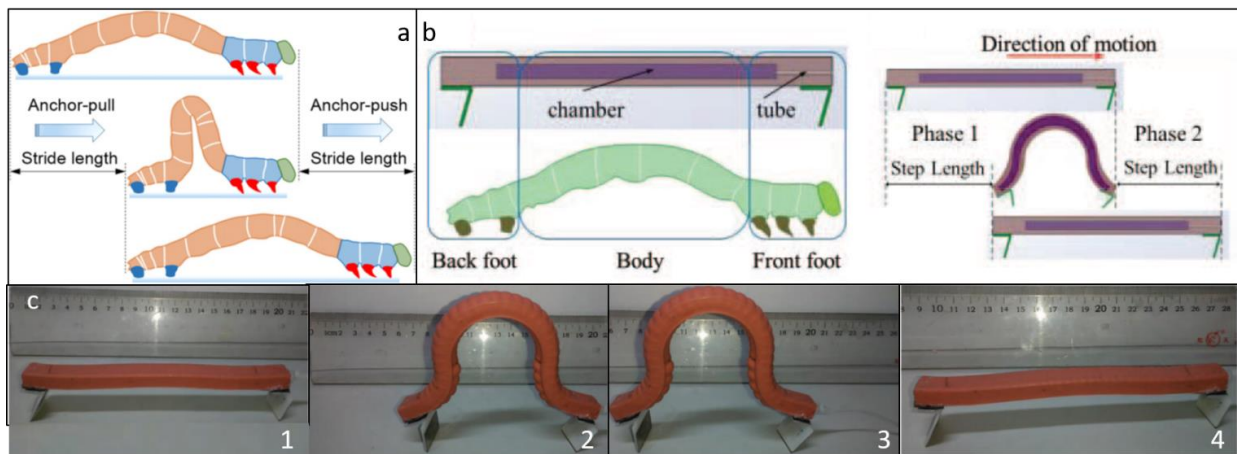 a
Anchor-pull
Stride length
Anchor-push
Stride length
b
chamber
tube
Back foot
Body
Front foot
Direction of motion
Phase 1
Step Length
Phase 2
Step Length
c
1
2
3
4